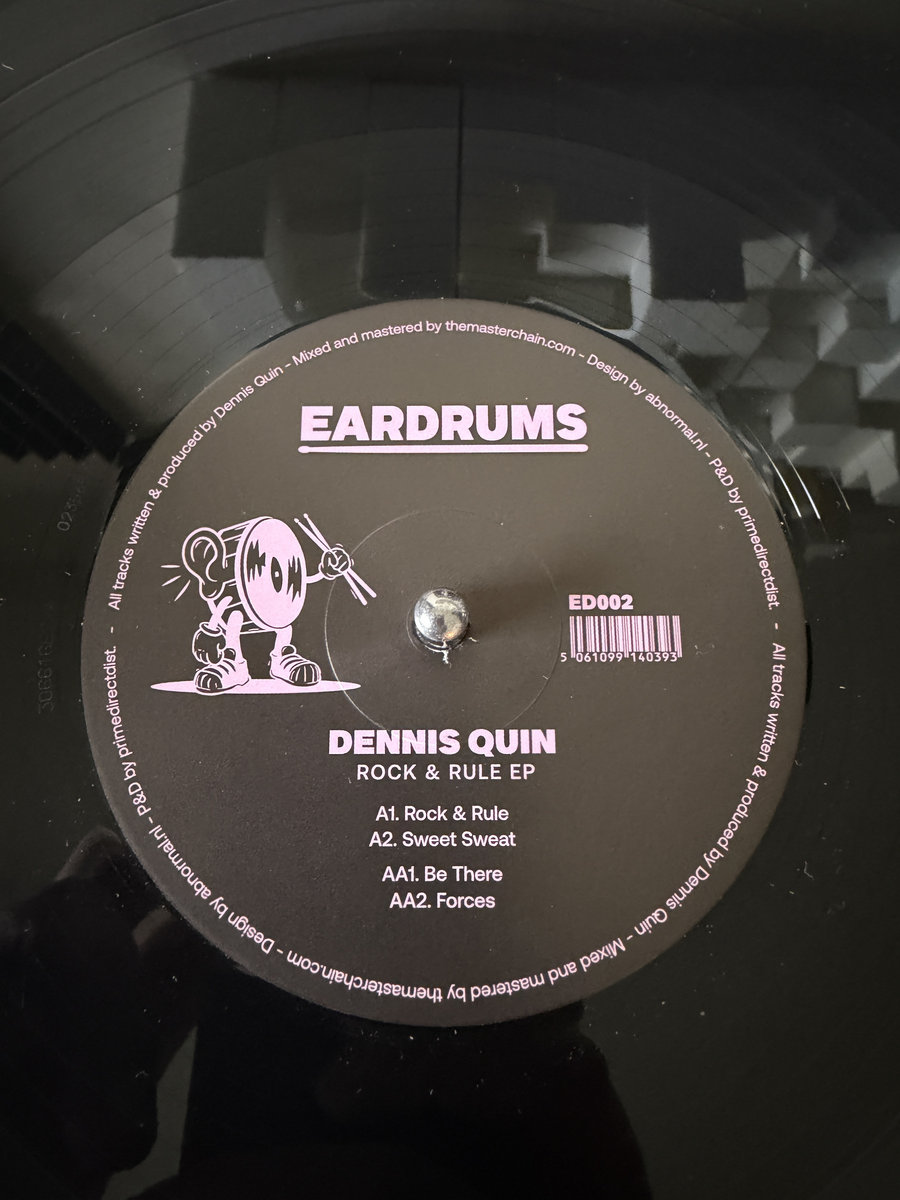 All tracks written & produced by Dennis Quin - Mixed and mastered by themasterchain.com - Design by abnormal.nl - P&D by primedirectdist. - All tracks written & produced by Dennis Quin - Mixed and mastered by themasterchain.com - Design by abnormal.nl - P&D by primedirectdist. -
EARDRUMS
ED002
5 061099 140393
DENNIS QUIN
ROCK & RULE EP
A1. Rock & Rule
A2. Sweet Sweat
AA1. Be There
AA2. Forces